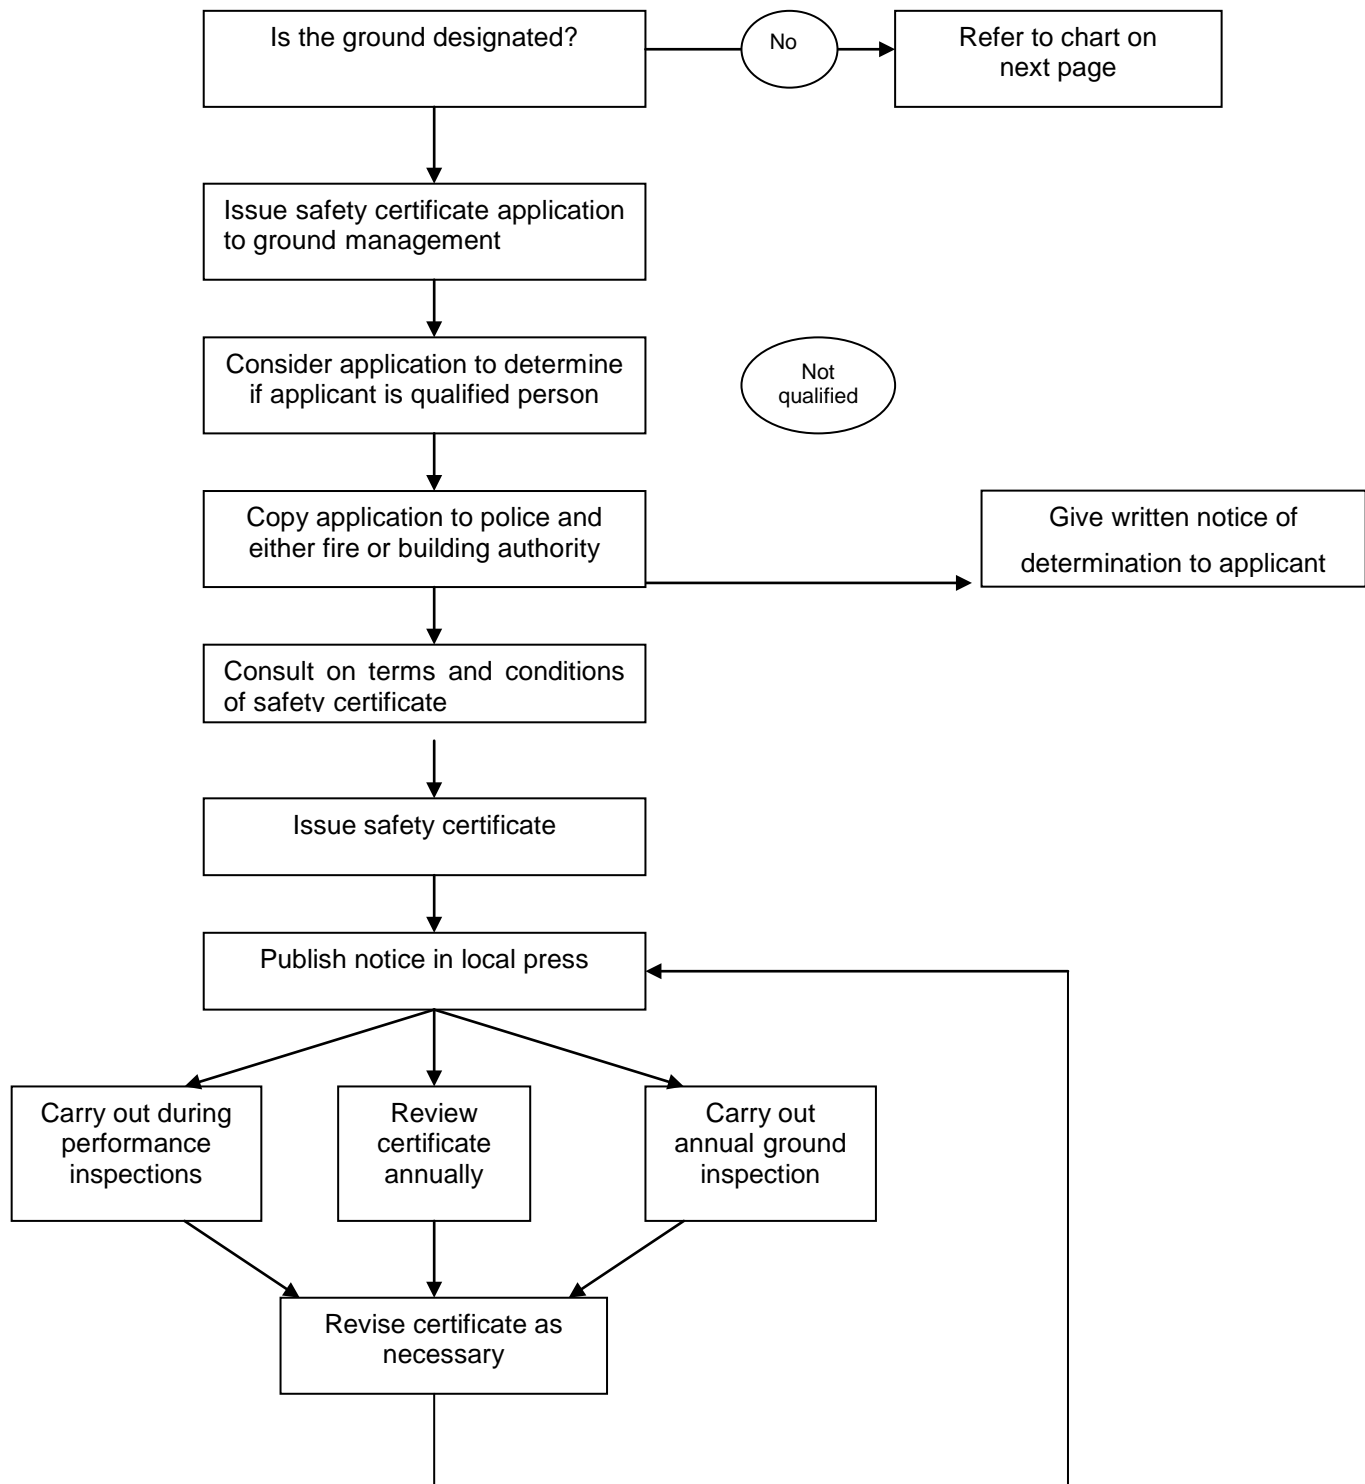 Is the ground designated?
No
Refer to chart on
next page
Issue safety certificate application
to ground management
Consider application to determine
if applicant is qualified person
Not
qualified
Copy application to police and
either fire or building authority
Give written notice of
determination to applicant
Consult on terms and conditions
of safety certificate
Issue safety certificate
Publish notice in local press
Carry out during
performance
inspections
Review
certificate
annually
Carry out
annual ground
inspection
Revise certificate as
necessary